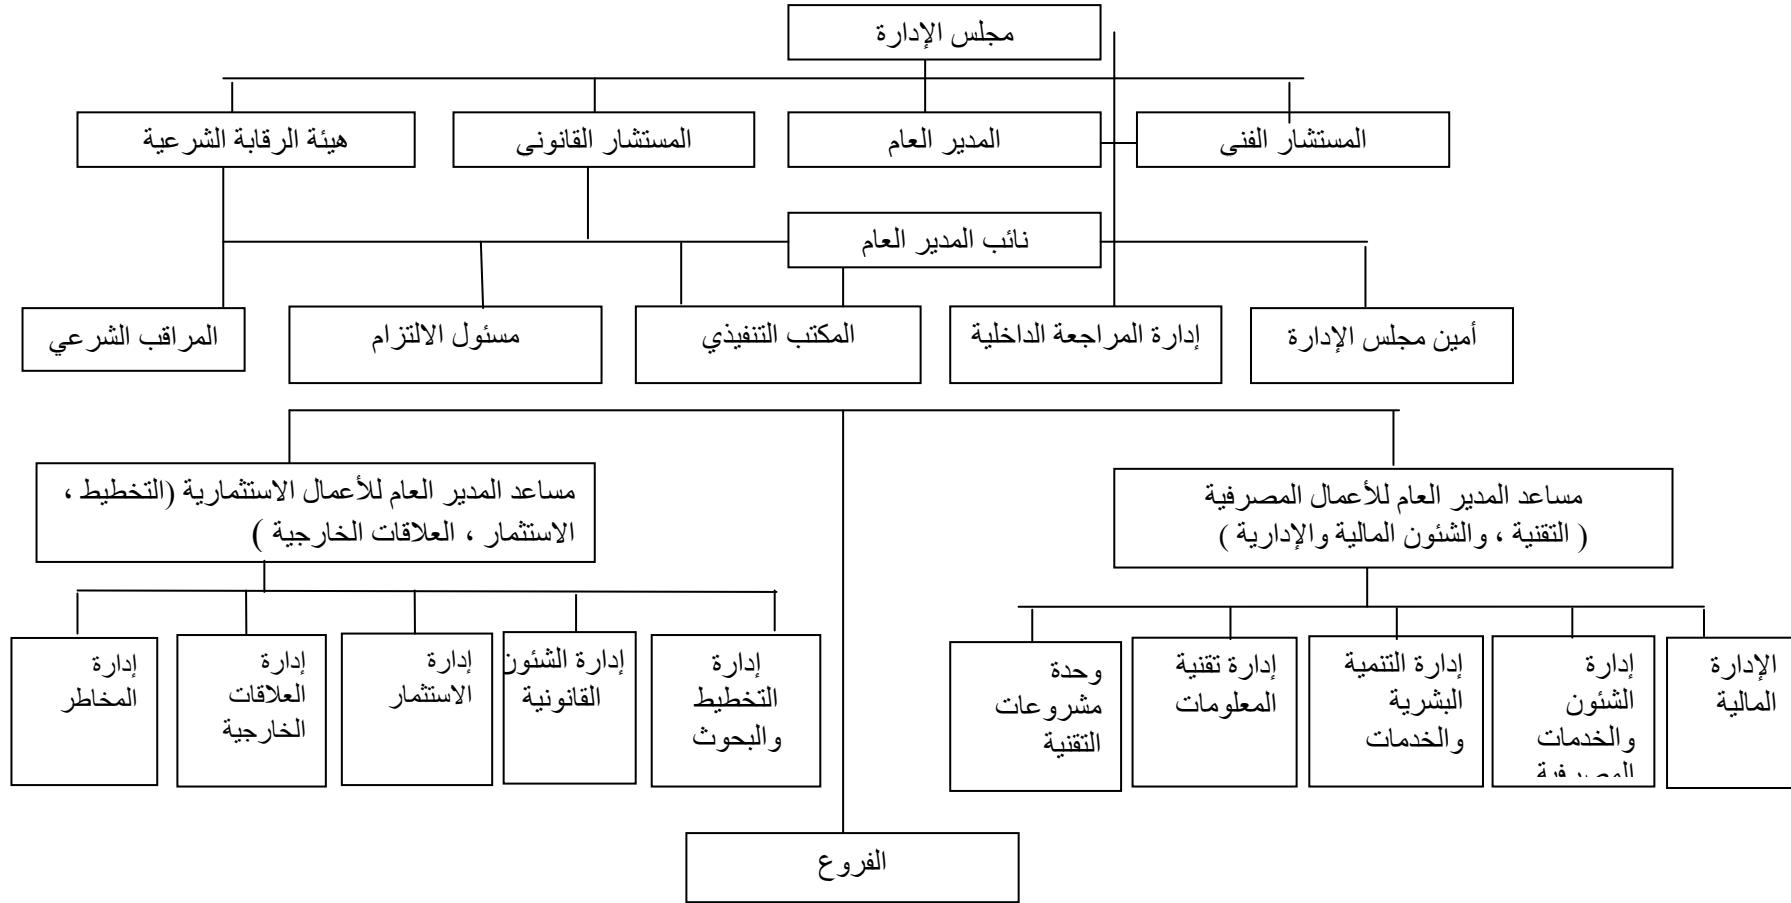 مجلس الإدارة
المستشار الفنى
المدير العام
المستشار القانونى
هيئة الرقابة الشرعية
نائب المدير العام
أمين مجلس الإدارة
إدارة المراجعة الداخلية
المكتب التنفيذي
مسئول الالتزام
المراقب الشرعي
مساعد المدير العام للأعمال المصرفية
( التقنية ، والشئون المالية والإدارية )
مساعد المدير العام للأعمال الاستثمارية (التخطيط ،
الاستثمار ، العلاقات الخارجية )
الإدارة
المالية
إدارة
الشئون
والخدمات
المصرفية
إدارة التنمية
البشرية
والخدمات
إدارة تقنية
المعلومات
وحدة
مشروعات
التقنية
إدارة
التخطيط
والبحوث
إدارة الشئون
القانونية
إدارة
الاستثمار
إدارة
العلاقات
الخارجية
إدارة
المخاطر
الفروع